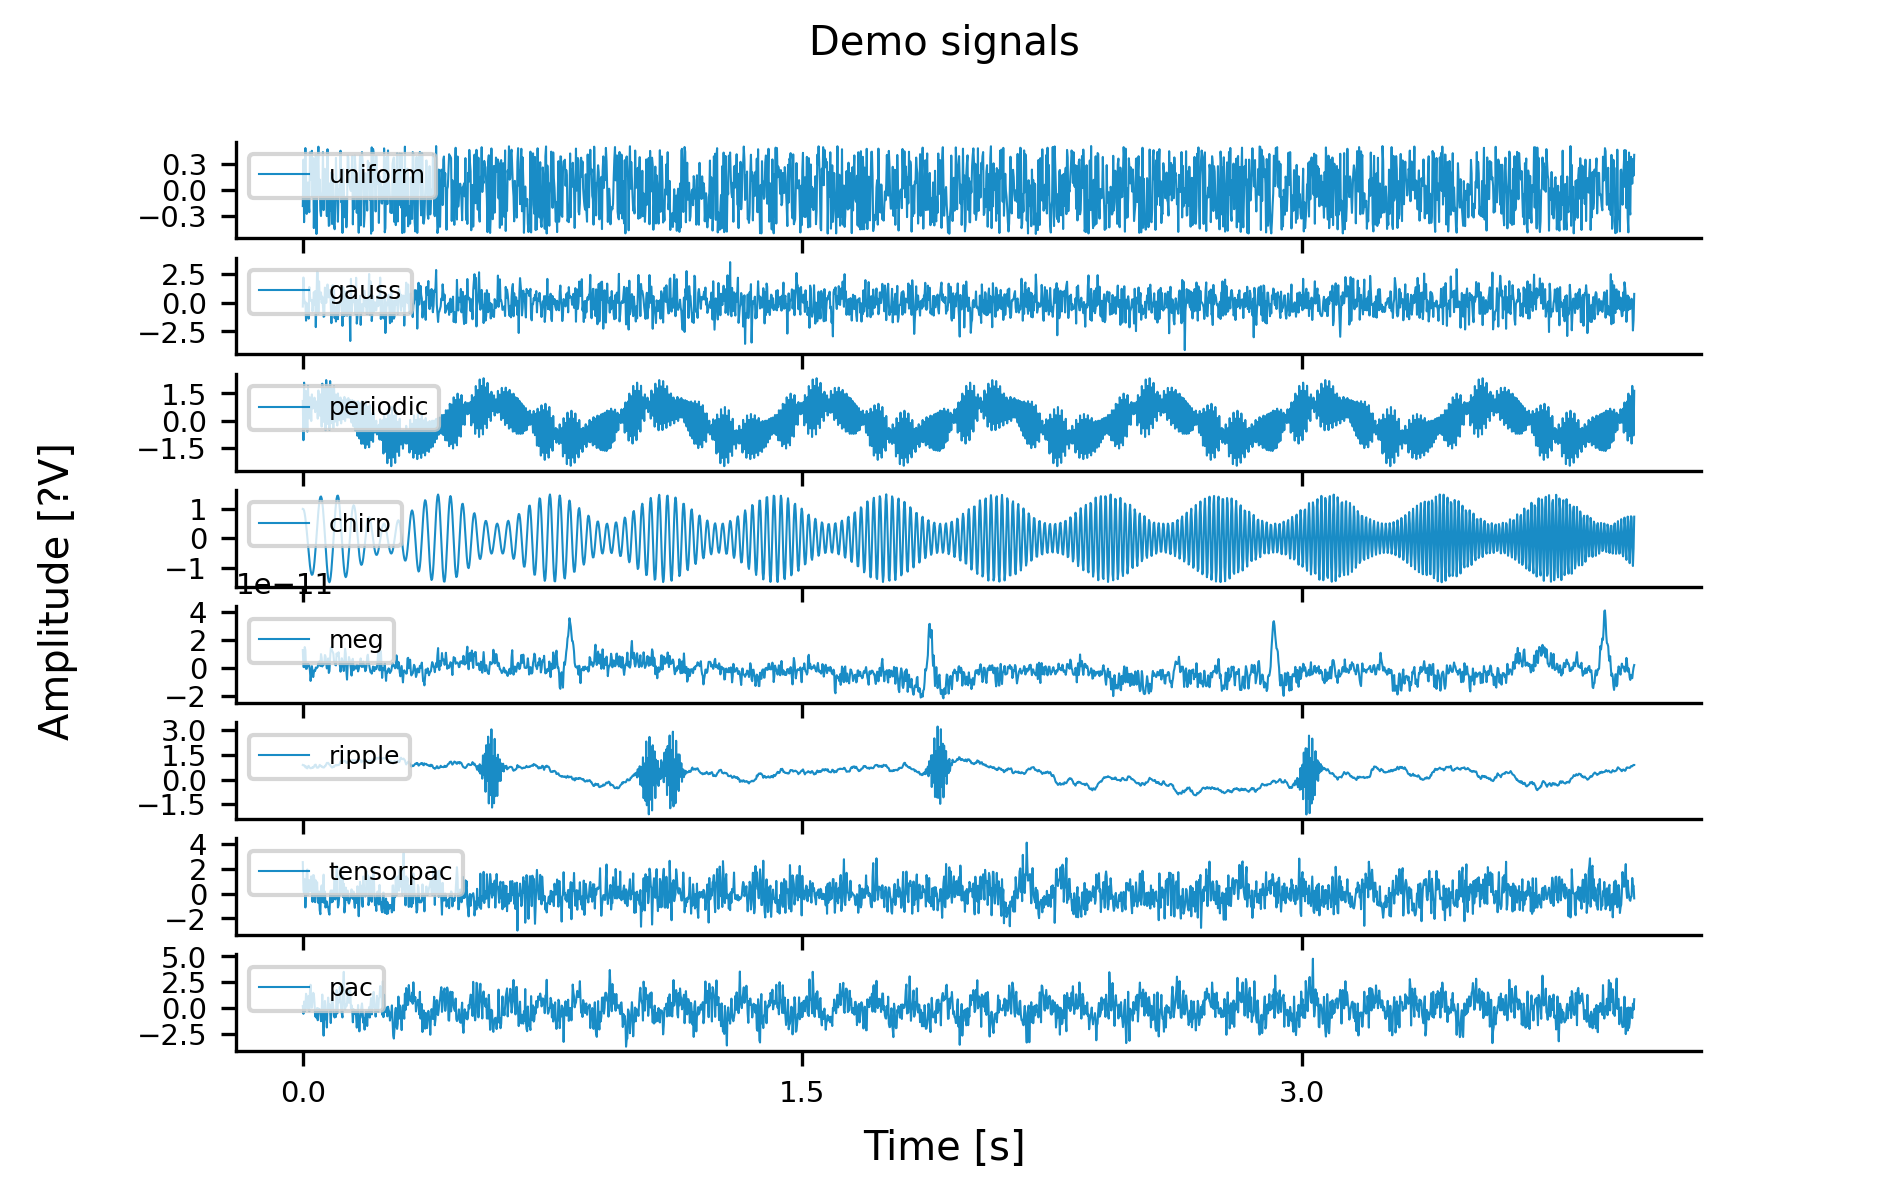 Demo signals
0.3
0.0
−0.3
uniform
2.5
0.0
−2.5
gauss
1.5
0.0
−1.5
periodic
1
0
−1
chirp
1e−11
4
2
0
−2
meg
3.0
1.5
0.0
−1.5
ripple
4
2
0
−2
tensorpac
5.0
2.5
0.0
−2.5
pac
0.0 1.5 3.0
Time [s]
Amplitude [?V]